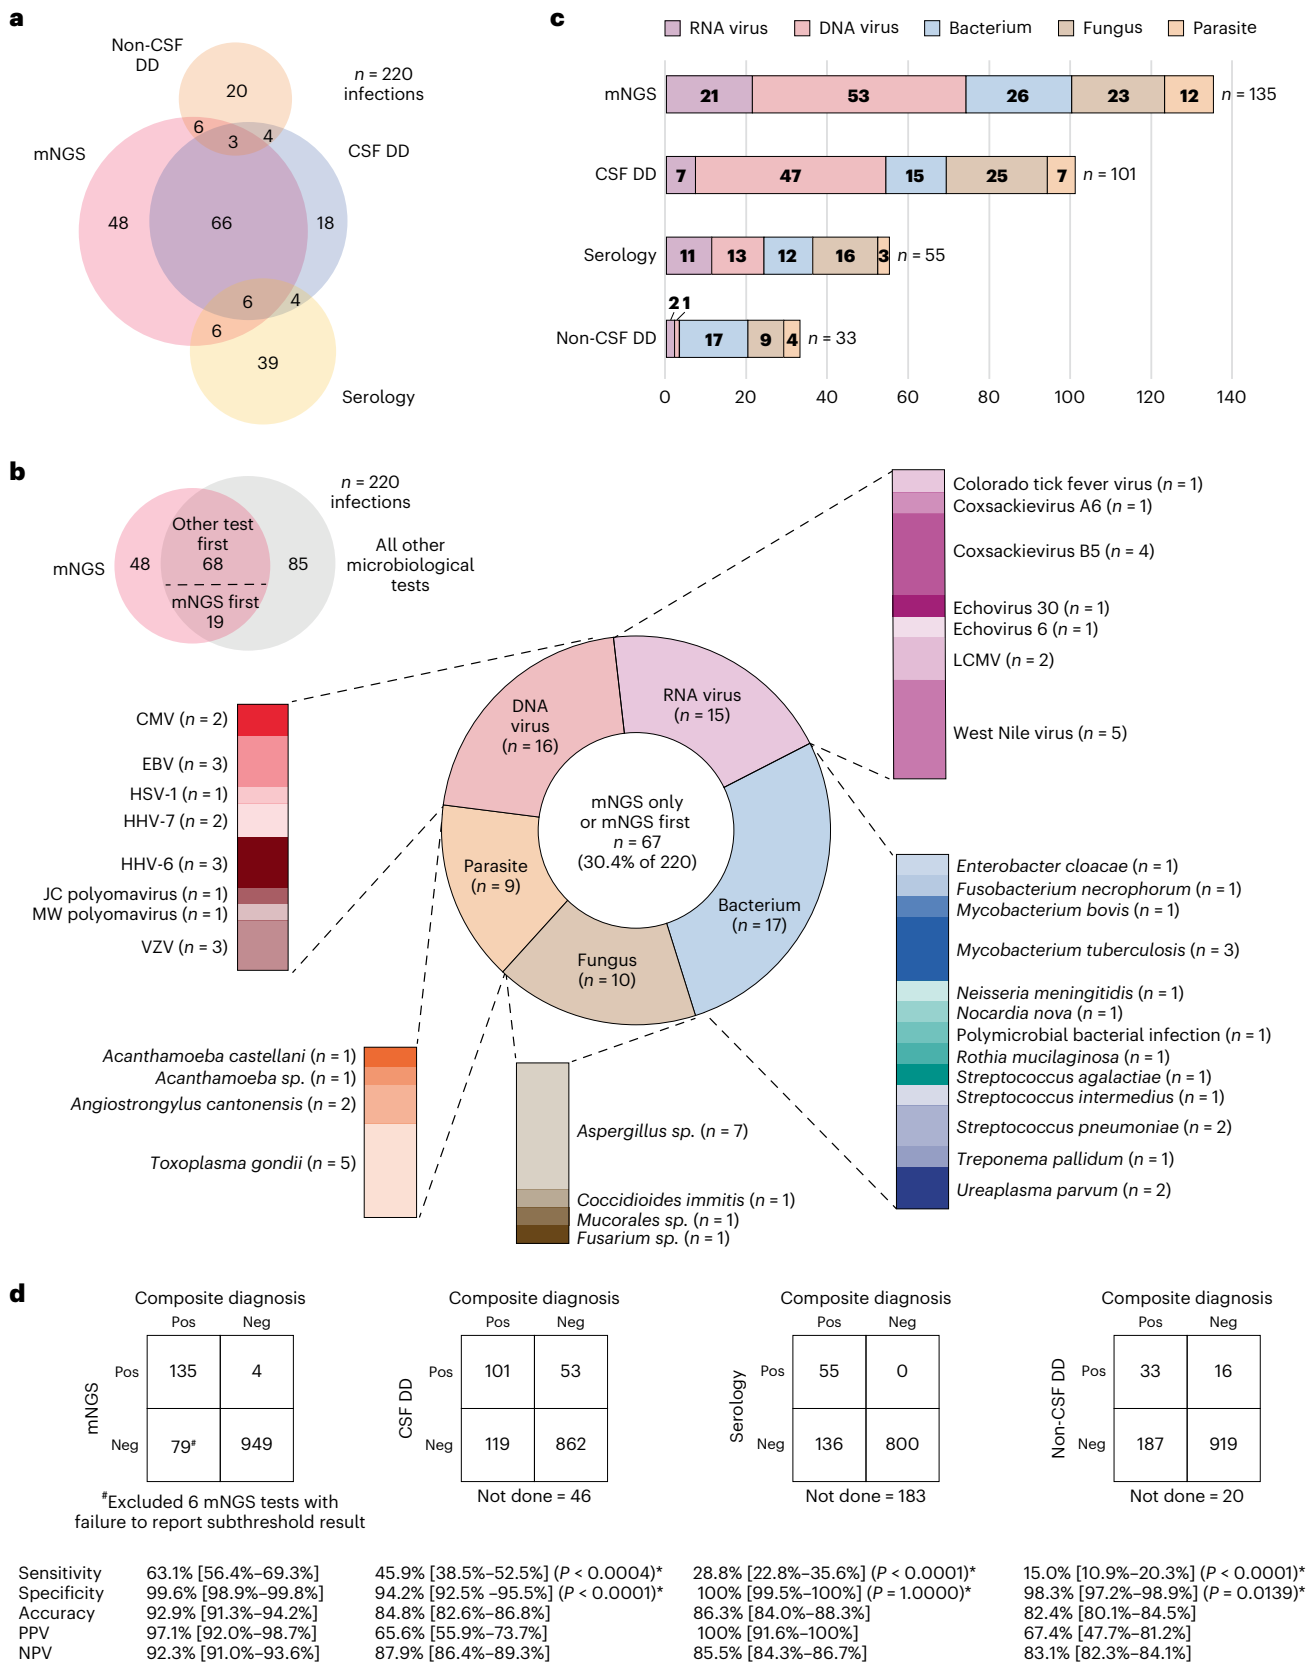 a
Non-CSF
DD
n = 220
infections
20
6
3
4
mNGS
CSF DD
48
66
18
6
4
6
39
Serology
c
RNA virus
DNA virus
Bacterium
Fungus
Parasite
mNGS
21
53
26
23
12
n = 135
CSF DD
7
47
15
25
7
n = 101
Serology
11
13
12
16
3
n = 55
2 1
Non-CSF DD
17
9
4
n = 33
0
20
40
60
80
100
120
140
b
n = 220
infections
Other test
first
68
mNGS
48
85
All other
microbiological
tests
mNGS first
19
Colorado tick fever virus (n = 1)
Coxsackievirus A6 (n = 1)
Coxsackievirus B5 (n = 4)
Echovirus 30 (n = 1)
Echovirus 6 (n = 1)
LCMV (n = 2)
West Nile virus (n = 5)
RNA virus
(n = 15)
DNA
virus
(n = 16)
CMV (n = 2)
EBV (n = 3)
HSV-1 (n = 1)
HHV-7 (n = 2)
HHV-6 (n = 3)
JC polyomavirus (n = 1)
MW polyomavirus (n = 1)
VZV (n = 3)
mNGS only
or mNGS first
n = 67
(30.4% of 220)
Parasite
(n = 9)
Bacterium
(n = 17)
Fungus
(n = 10)
Enterobacter cloacae (n = 1)
Fusobacterium necrophorum (n = 1)
Mycobacterium bovis (n = 1)
Mycobacterium tuberculosis (n = 3)
Neisseria meningitidis (n = 1)
Nocardia nova (n = 1)
Polymicrobial bacterial infection (n = 1)
Rothia mucilaginosa (n = 1)
Streptococcus agalactiae (n = 1)
Streptococcus intermedius (n = 1)
Streptococcus pneumoniae (n = 2)
Treponema pallidum (n = 1)
Ureaplasma parvum (n = 2)
Acanthamoeba castellani (n = 1)
Acanthamoeba sp. (n = 1)
Angiostrongylus cantonensis (n = 2)
Toxoplasma gondii (n = 5)
Aspergillus sp. (n = 7)
Coccidioides immitis (n = 1)
Mucorales sp. (n = 1)
Fusarium sp. (n = 1)
d
Composite diagnosis
Pos Neg
mNGS
Pos 135 4
Neg 79# 949
#Excluded 6 mNGS tests with
failure to report subthreshold result
Composite diagnosis
Pos Neg
CSF DD
Pos 101 53
Neg 119 862
Not done = 46
Composite diagnosis
Pos Neg
Serology
Pos 55 0
Neg 136 800
Not done = 183
Composite diagnosis
Pos Neg
Non-CSF DD
Pos 33 16
Neg 187 919
Not done = 20
Sensitivity 63.1% [56.4%–69.3%] 45.9% [38.5%–52.5%] (P < 0.0004)* 28.8% [22.8%–35.6%] (P < 0.0001)* 15.0% [10.9%–20.3%] (P < 0.0001)*
Specificity 99.6% [98.9%–99.8%] 94.2% [92.5% –95.5%] (P < 0.0001)* 100% [99.5%–100%] (P = 1.0000)* 98.3% [97.2%–98.9%] (P = 0.0139)*
Accuracy 92.9% [91.3%–94.2%] 84.8% [82.6%–86.8%] 86.3% [84.0%–88.3%] 82.4% [80.1%–84.5%]
PPV 97.1% [92.0%–98.7%] 65.6% [55.9%–73.7%] 100% [91.6%–100%] 67.4% [47.7%–81.2%]
NPV 92.3% [91.0%–93.6%] 87.9% [86.4%–89.3%] 85.5% [84.3%–86.7%] 83.1% [82.3%–84.1%]